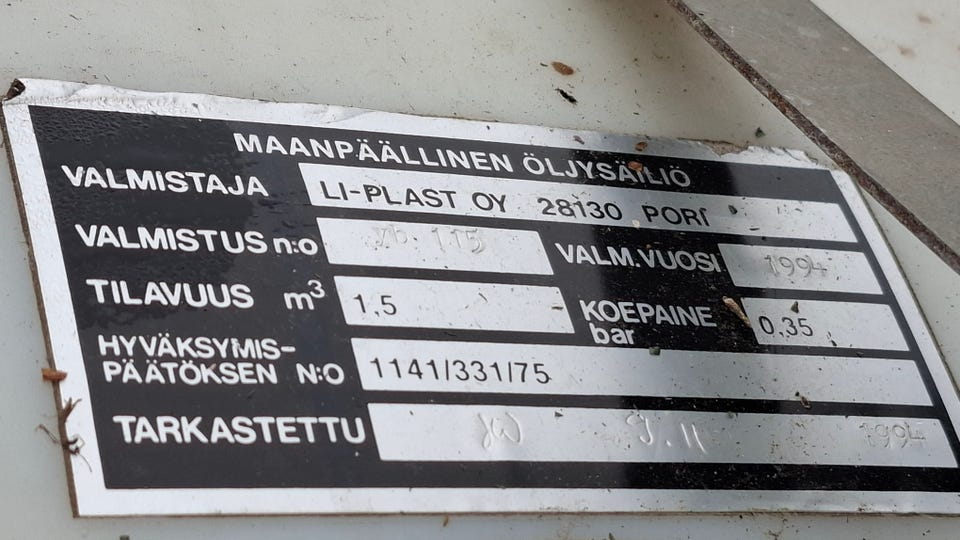 MAANPÄÄLLINEN ÖLJYSÄILIÖ
VALMISTAJA LI-PLAST OY 28130 PORI
VALMISTUS n:o 115 VALM.VUOSI 1994
TILAVUUS m³ 1,5 KOEPAINE bar 0,35
HYVÄKSYMIS-
PÄÄTÖKSEN N:O 1141/331/75
TARKASTETTU 1994